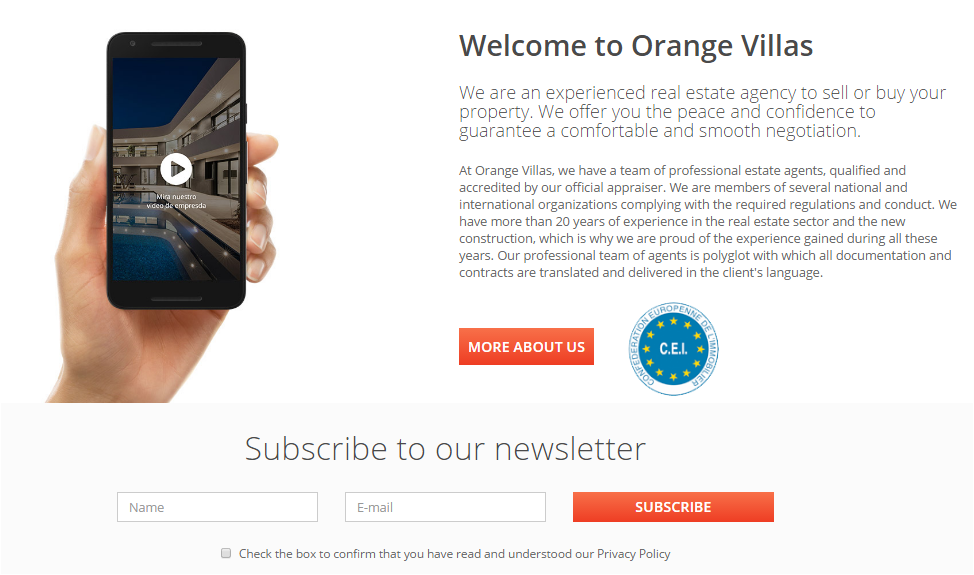 Welcome to Orange Villas
We are an experienced real estate agency to sell or buy your
property. We offer you the peace and confidence to
guarantee a comfortable and smooth negotiation.
At Orange Villas, we have a team of professional estate agents, qualified and
accredited by our official appraiser. We are members of several national and
international organizations complying with the required regulations and conduct. We
have more than 20 years of experience in the real estate sector and the new
construction, which is why we are proud of the experience gained during all these
years. Our professional team of agents is polyglot with which all documentation and
contracts are translated and delivered in the client's language.
Mira nuestro
video de empresda
MORE ABOUT US
CONFEDERATION EUROPENNE DE L'IMMOBILIER
C.E.I.
Subscribe to our newsletter
Name
E-mail
SUBSCRIBE
Check the box to confirm that you have read and understood our Privacy Policy